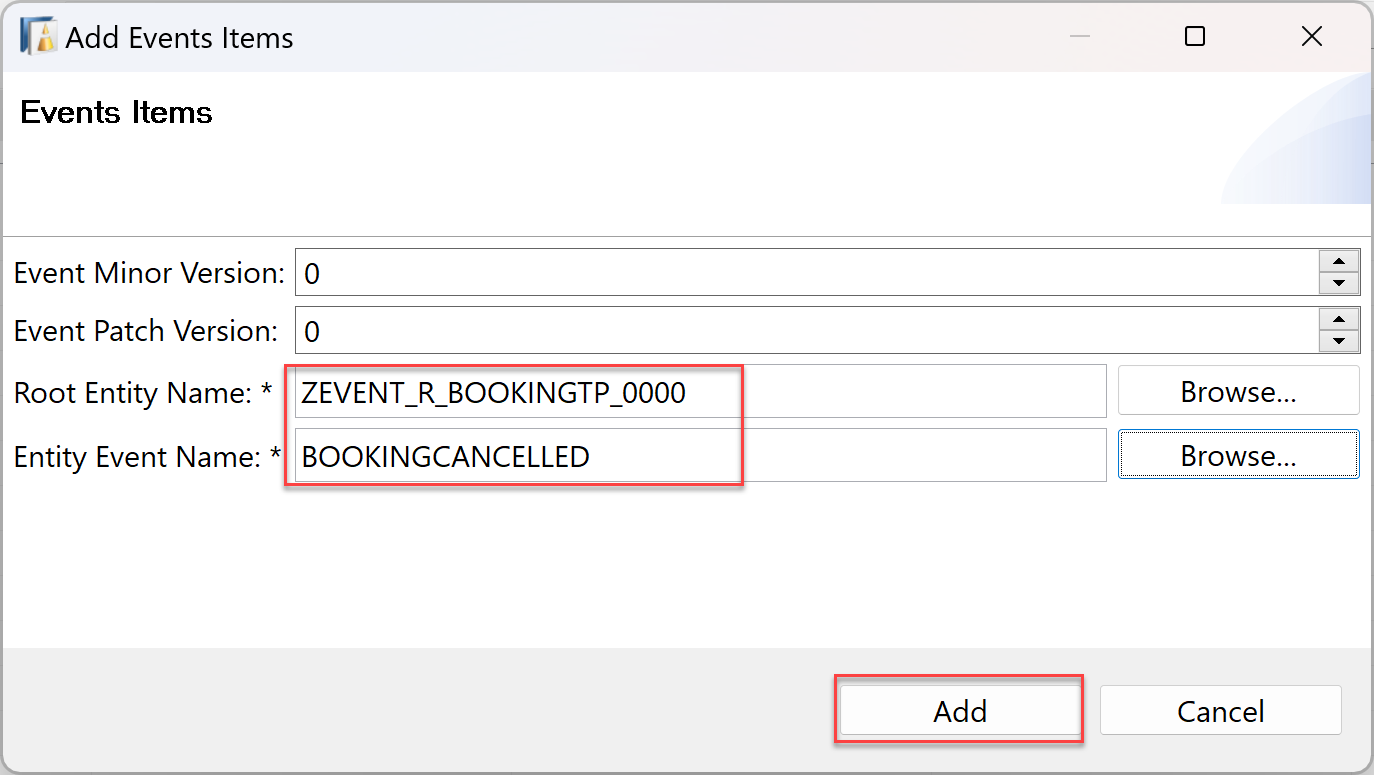 Add Events Items
Events Items
Event Minor Version: 0
Event Patch Version: 0
Root Entity Name: * ZEVENT_R_BOOKINGTP_0000 Browse...
Entity Event Name: * BOOKINGCANCELLED Browse...
Add Cancel